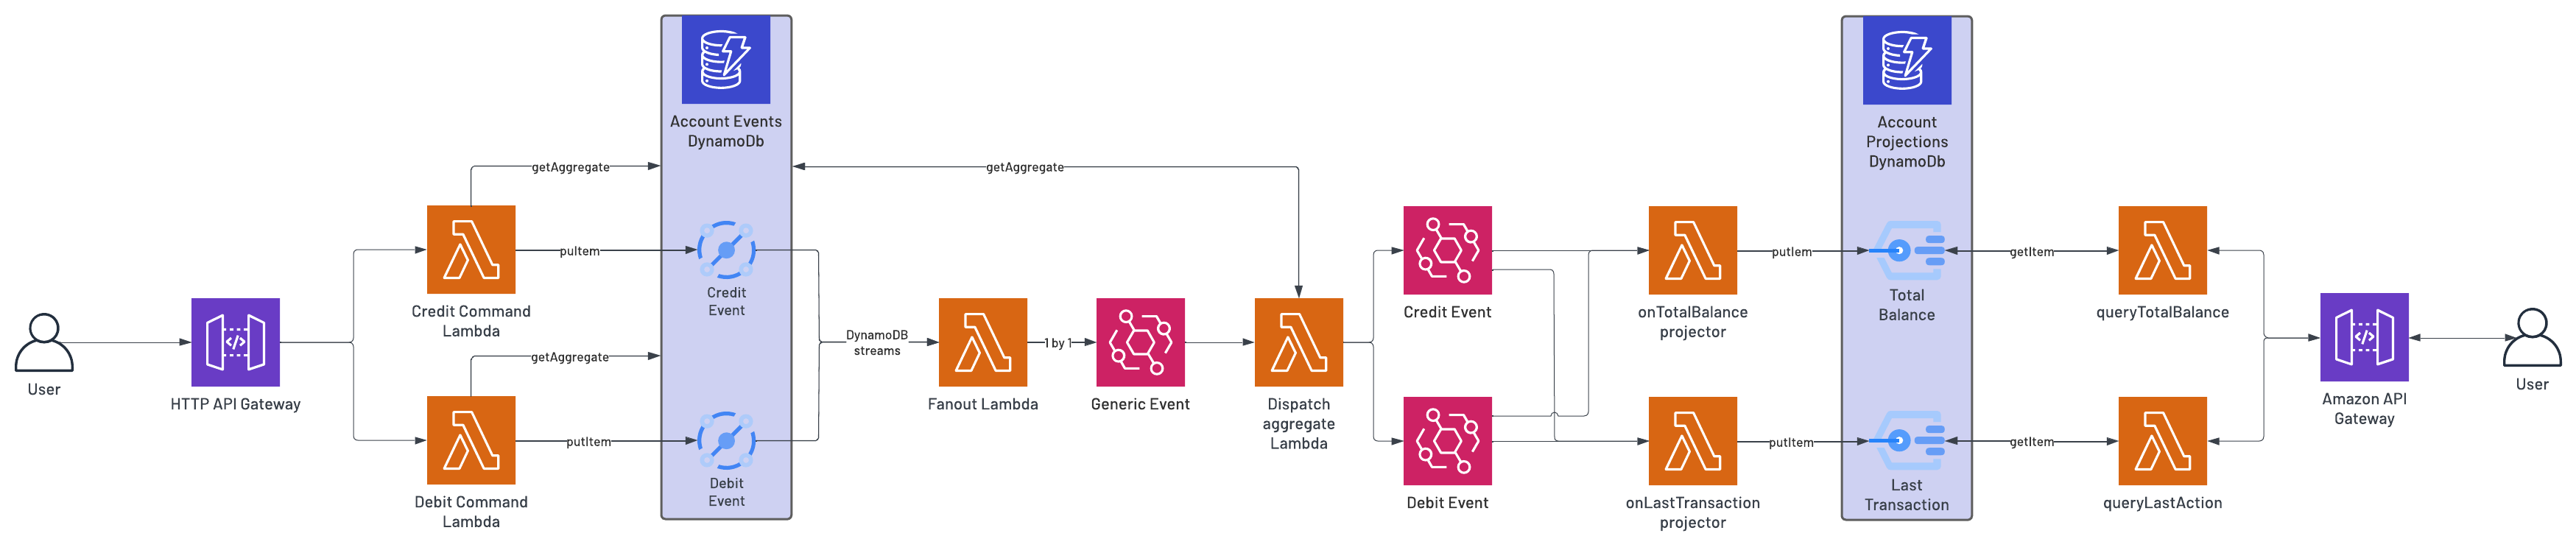 User
HTTP API Gateway
getAggregate
Credit Command
Lambda
puItem
getAggregate
Debit Command
Lambda
putItem
Account Events
DynamoDb
Credit
Event
Debit
Event
DynamoDB
streams
Fanout Lambda
1 by 1
Generic Event
getAggregate
Dispatch
aggregate
Lambda
Credit Event
Debit Event
onTotalBalance
projector
onLastTransaction
projector
putIem
putItem
Account
Projections
DynamoDb
Total
Balance
Last
Transaction
getItem
getItem
queryTotalBalance
queryLastAction
Amazon API
Gateway
User